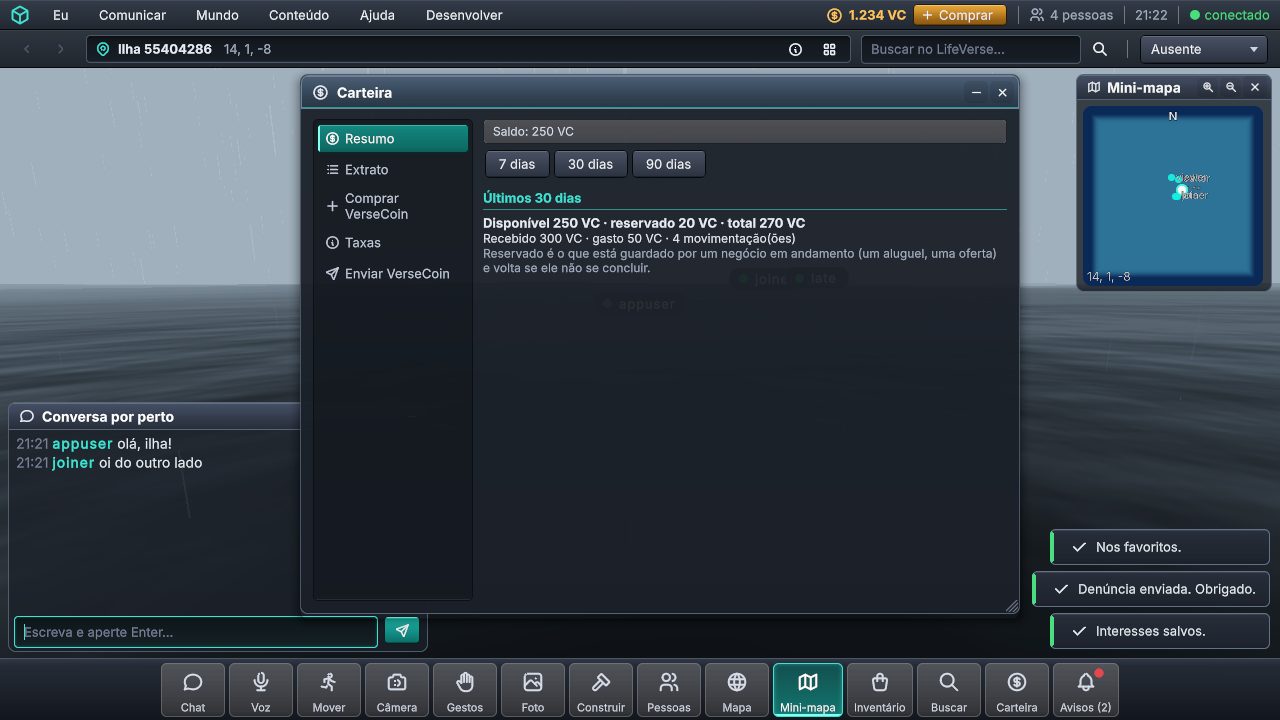 Eu Comunicar Mundo Conteúdo Ajuda Desenvolver 1.234 VC + Comprar 4 pessoas 21:22 conectado
Ilha 55404286 14, 1, -8 Buscar no LifeVerse... Ausente
Carteira
Resumo
Extrato
Comprar
VerseCoin
Taxas
Enviar VerseCoin
Saldo: 250 VC
7 dias 30 dias 90 dias
Últimos 30 dias
Disponível 250 VC · reservado 20 VC · total 270 VC
Recebido 300 VC · gasto 50 VC · 4 movimentação(ões)
Reservado é o que está guardado por um negócio em andamento (um aluguel, uma oferta)
e volta se ele não se concluir.
late
appuser
Mini-mapa
N
14, 1, -8
Conversa por perto
21:21 appuser olá, ilha!
21:21 joiner oi do outro lado
Escreva e aperte Enter...
Nos favoritos.
Denúncia enviada. Obrigado.
Interesses salvos.
Chat Voz Mover Câmera Gestos Foto Construir Pessoas Mapa Mini-mapa Inventário Buscar Carteira Avisos (2)